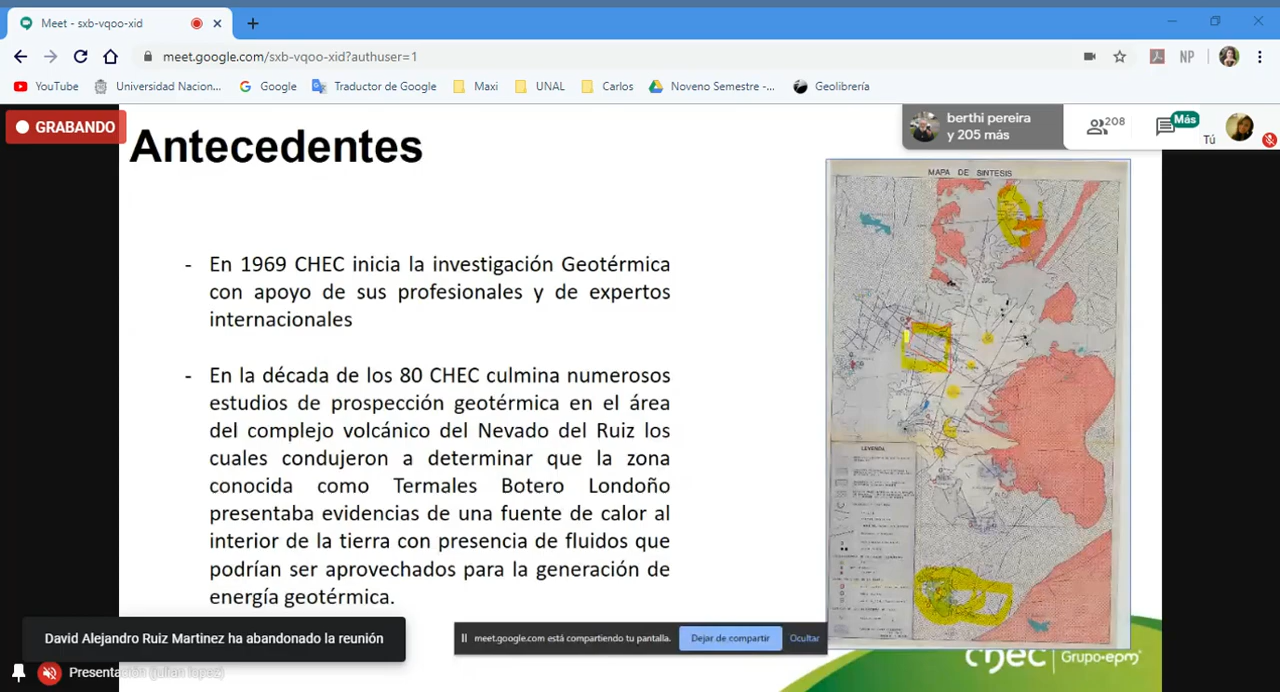 Meet - sxb-vqoo-xid
meet.google.com/sxb-vqoo-xid?authuser=1
NP
YouTube
Universidad Nacion...
Google
Traductor de Google
Maxi
UNAL
Carlos
Noveno Semestre -...
Geolibrería
GRABANDO
berthi pereira
y 205 más
208
Más
Tú
Antecedentes
MAPA DE SINTESIS
- En 1969 CHEC inicia la investigación Geotérmica
con apoyo de sus profesionales y de expertos
internacionales
- En la década de los 80 CHEC culmina numerosos
estudios de prospección geotérmica en el área
del complejo volcánico del Nevado del Ruiz los
cuales condujeron a determinar que la zona
conocida como Termales Botero Londoño
presentaba evidencias de una fuente de calor al
interior de la tierra con presencia de fluidos que
podrían ser aprovechados para la generación de
energía geotérmica.
LEYENDA
David Alejandro Ruiz Martinez ha abandonado la reunión
meet.google.com está compartiendo tu pantalla.
Dejar de compartir
Ocultar
Presentación (julian lopez)
CHEC
Grupo·epm